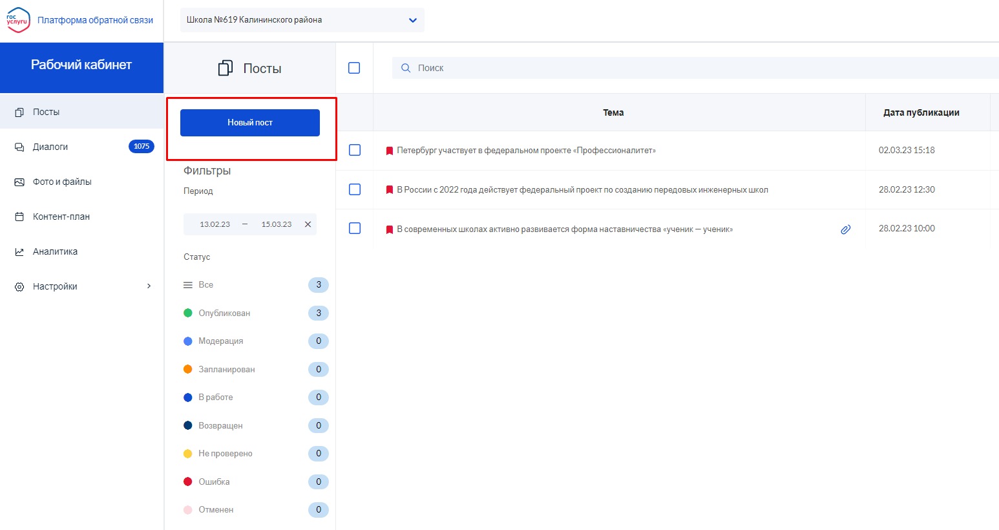 гос
услуги
Платформа обратной связи
Школа №619 Калининского района
Рабочий кабинет
Посты
Диалоги
1075
Фото и файлы
Контент-план
Аналитика
Настройки
Посты
Новый пост
Фильтры
Период
13.02.23 — 15.03.23
Статус
Все 3
Опубликован 3
Модерация 0
Запланирован 0
В работе 0
Возвращен 0
Не проверено 0
Ошибка 0
Отменен 0
Поиск
Тема Дата публикации
Петербург участвует в федеральном проекте «Профессионалитет» 02.03.23 15:18
В России с 2022 года действует федеральный проект по созданию передовых инженерных школ 28.02.23 12:30
В современных школах активно развивается форма наставничества «ученик — ученик» 28.02.23 10:00